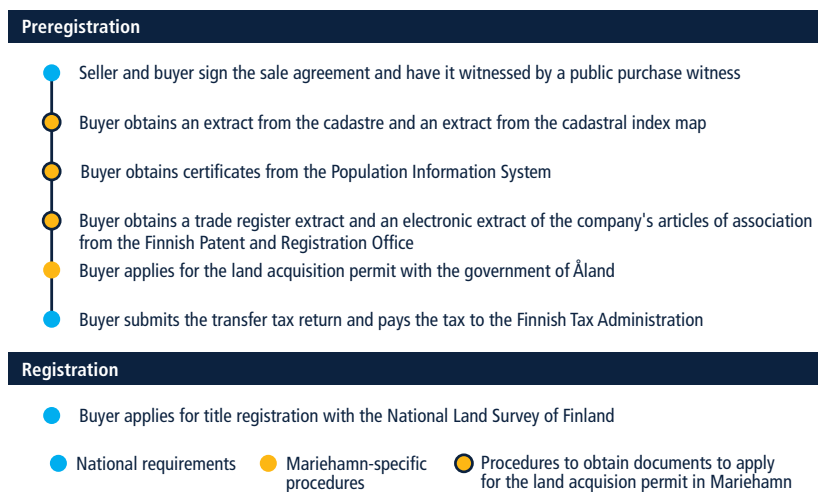 Preregistration
Seller and buyer sign the sale agreement and have it witnessed by a public purchase witness
Buyer obtains an extract from the cadastre and an extract from the cadastral index map
Buyer obtains certificates from the Population Information System
Buyer obtains a trade register extract and an electronic extract of the company's articles of association
from the Finnish Patent and Registration Office
Buyer applies for the land acquisition permit with the government of Åland
Buyer submits the transfer tax return and pays the tax to the Finnish Tax Administration
Registration
Buyer applies for title registration with the National Land Survey of Finland
National requirements
Mariehamn-specific
procedures
Procedures to obtain documents to apply
for the land acquision permit in Mariehamn